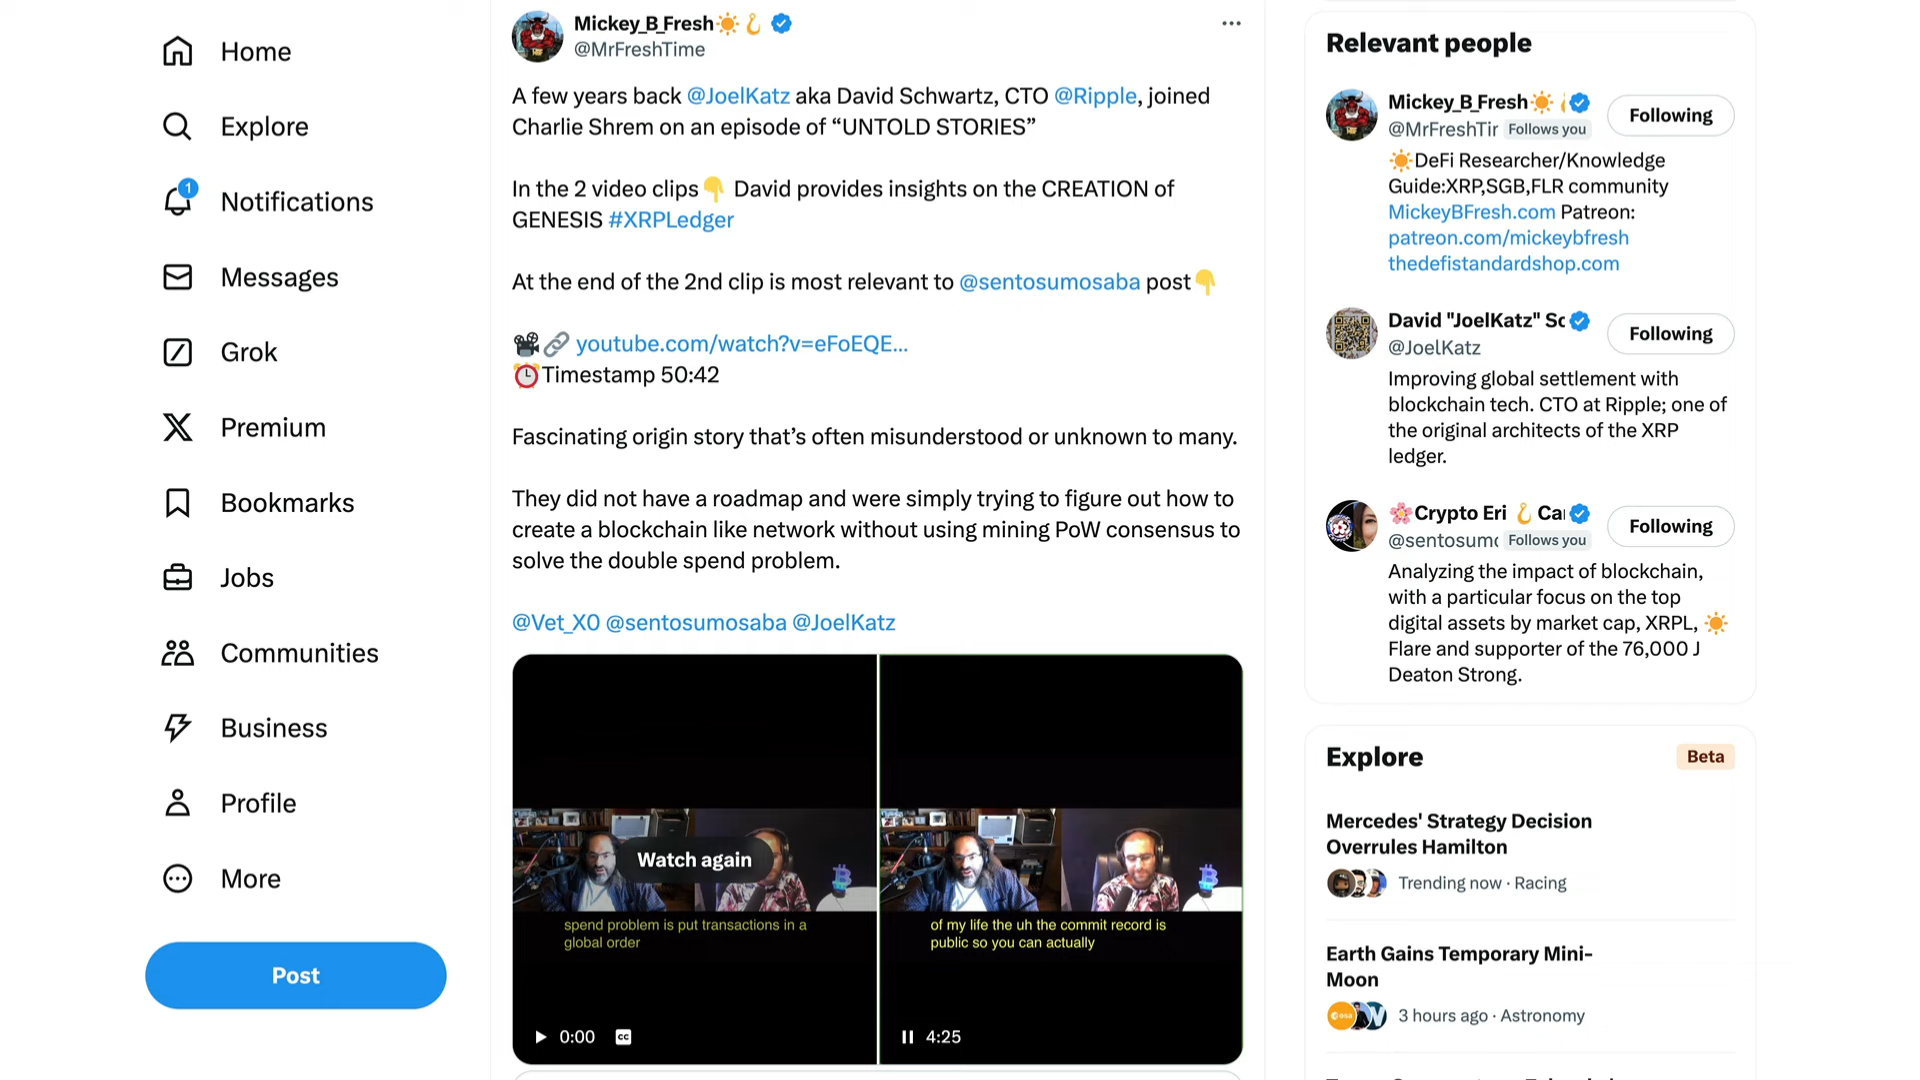 Home
Explore
1
Notifications
Messages
Grok
Premium
Bookmarks
Jobs
Communities
Business
Profile
More
Post
Mickey_B_Fresh
@MrFreshTime
A few years back @JoelKatz aka David Schwartz, CTO @Ripple, joined
Charlie Shrem on an episode of “UNTOLD STORIES”
In the 2 video clips David provides insights on the CREATION of
GENESIS #XRPLedger
At the end of the 2nd clip is most relevant to @sentosumosaba post
youtube.com/watch?v=eFoEQE...
Timestamp 50:42
Fascinating origin story that’s often misunderstood or unknown to many.
They did not have a roadmap and were simply trying to figure out how to
create a blockchain like network without using mining PoW consensus to
solve the double spend problem.
@Vet_X0 @sentosumosaba @JoelKatz
Watch again
spend problem is put transactions in a
global order
0:00
cc
of my life the uh the commit record is
public so you can actually
4:25
Relevant people
Mickey_B_Fresh
@MrFreshTir Follows you
Following
DeFi Researcher/Knowledge
Guide:XRP,SGB,FLR community
MickeyBFresh.com Patreon:
patreon.com/mickeybfresh
thedefistandardshop.com
David "JoelKatz" Sc
@JoelKatz
Following
Improving global settlement with
blockchain tech. CTO at Ripple; one of
the original architects of the XRP
ledger.
Crypto Eri Ca
@sentosumo Follows you
Following
Analyzing the impact of blockchain,
with a particular focus on the top
digital assets by market cap, XRPL,
Flare and supporter of the 76,000 J
Deaton Strong.
Explore
Beta
Mercedes' Strategy Decision
Overrules Hamilton
Trending now · Racing
Earth Gains Temporary Mini-
Moon
3 hours ago · Astronomy